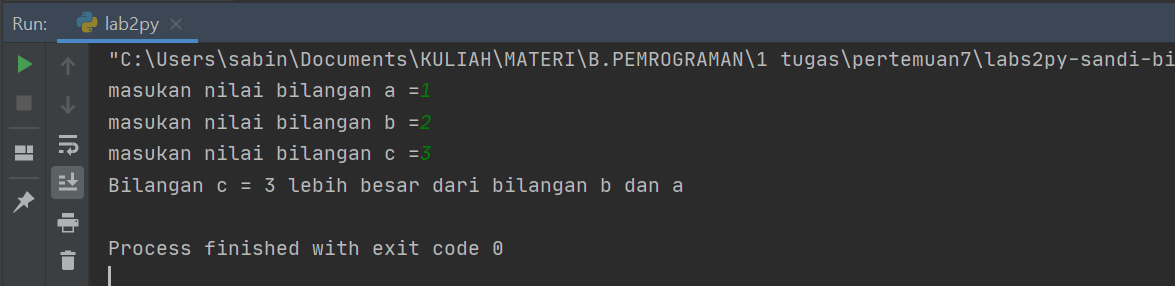 Run: lab2py
"C:\Users\sabin\Documents\KULIAH\MATERI\B.PEMROGRAMAN\1 tugas\pertemuan7\labs2py-sandi-bi
masukan nilai bilangan a =1
masukan nilai bilangan b =2
masukan nilai bilangan c =3
Bilangan c = 3 lebih besar dari bilangan b dan a
Process finished with exit code 0